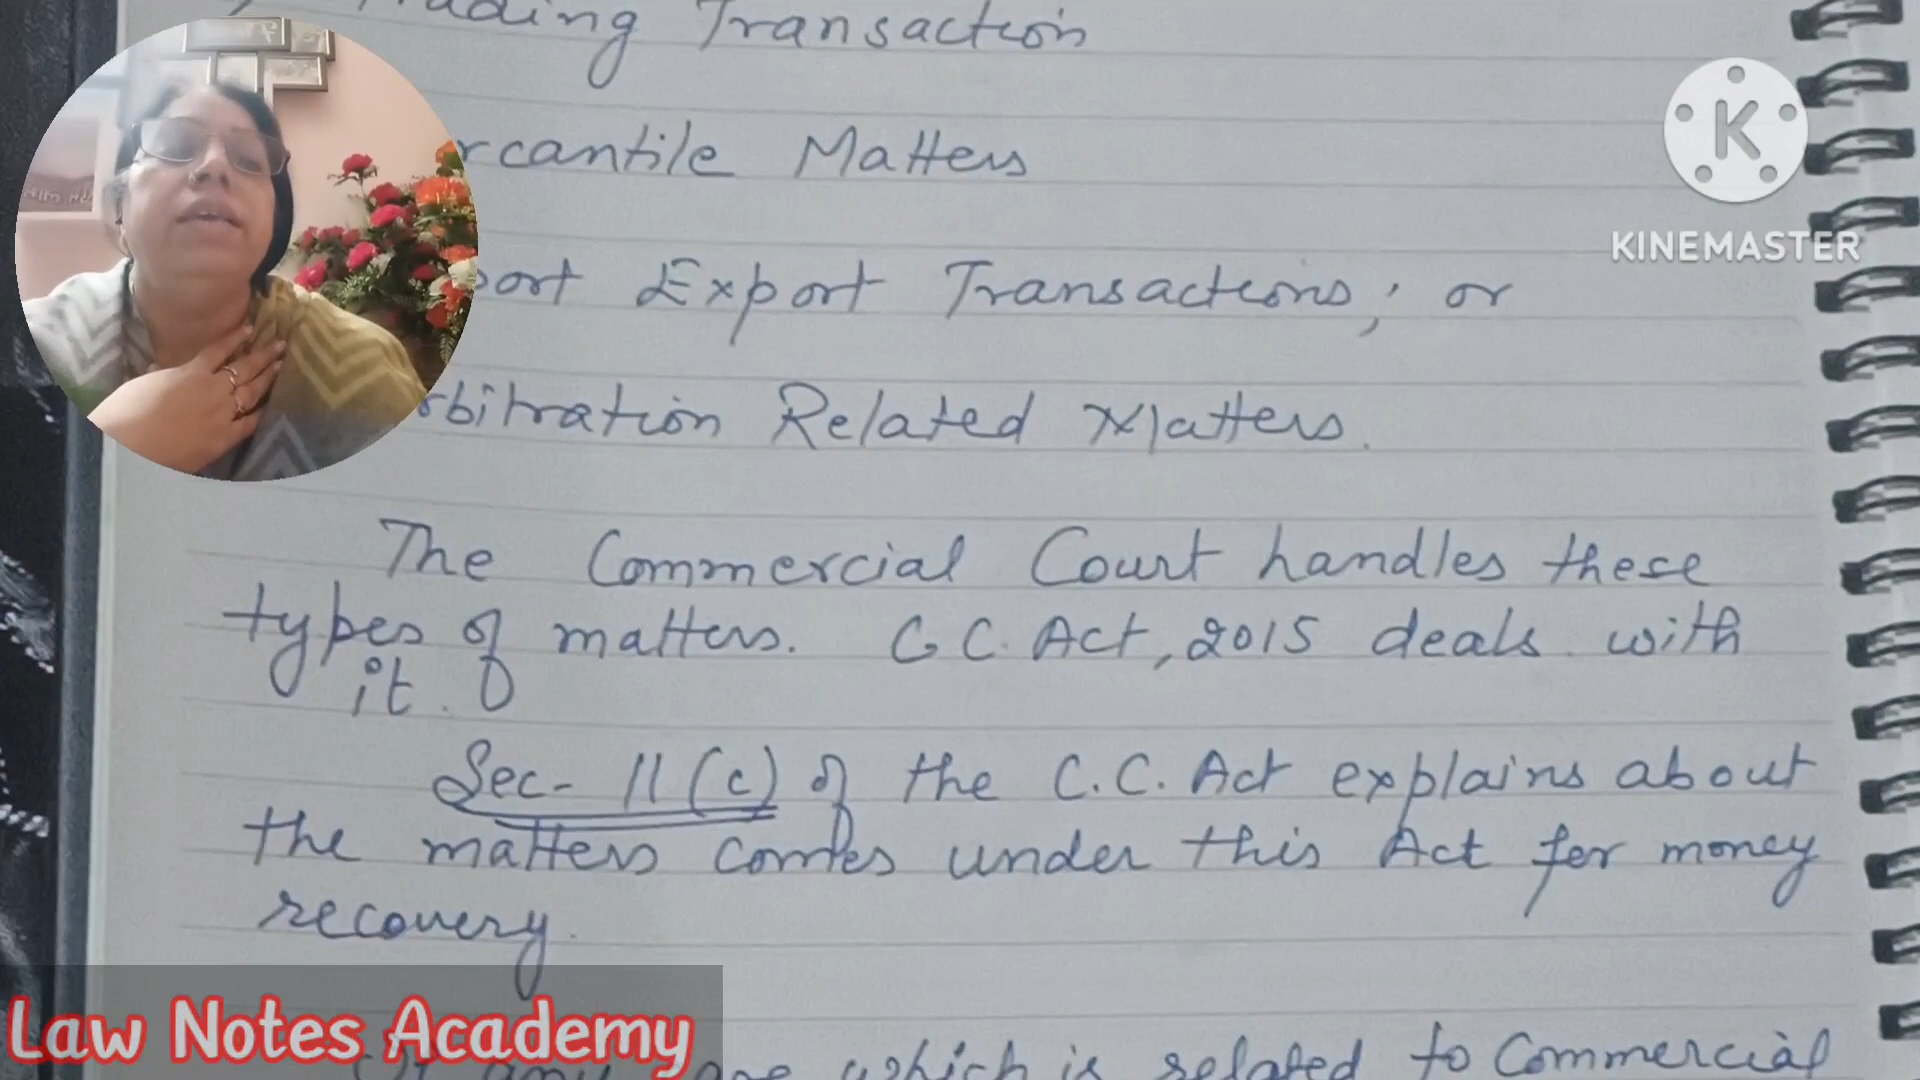 Trading Transaction
rcantile Matters
port Export Transactions; or
rbitration Related Matters.
The Commercial Court handles these
types of matters. C C. Act, 2015 deals with
it.
Sec- 11 (c) of the C.C. Act explains about
the matters comes under this Act for money
recovery.
which is related to Commercial
K
KINEMASTER
Law Notes Academy